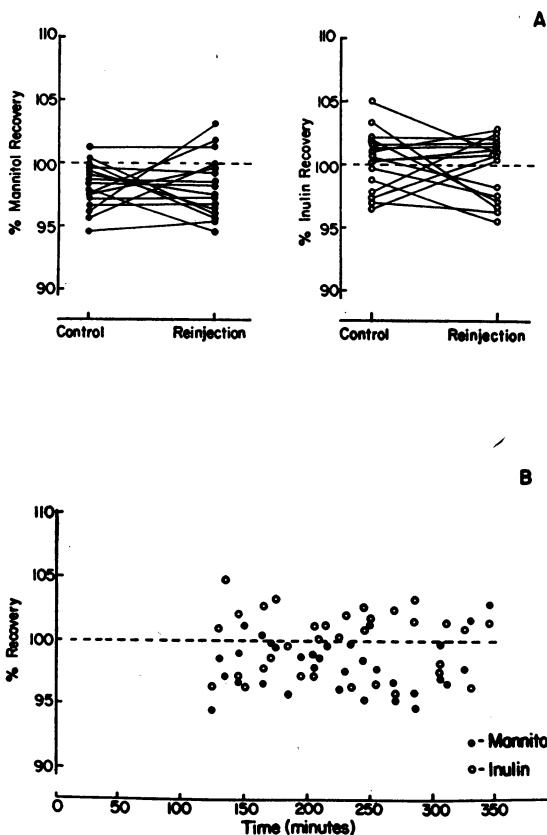 A
110
105
100
95
90
% Mannitol Recovery
Control Reinjection
110
105
100
95
90
% Inulin Recovery
Control Reinjection
B
110
105
100
95
90
% Recovery
0 50 100 150 200 250 300 350
Time (minutes)
● - Mannito
○ - Inulin